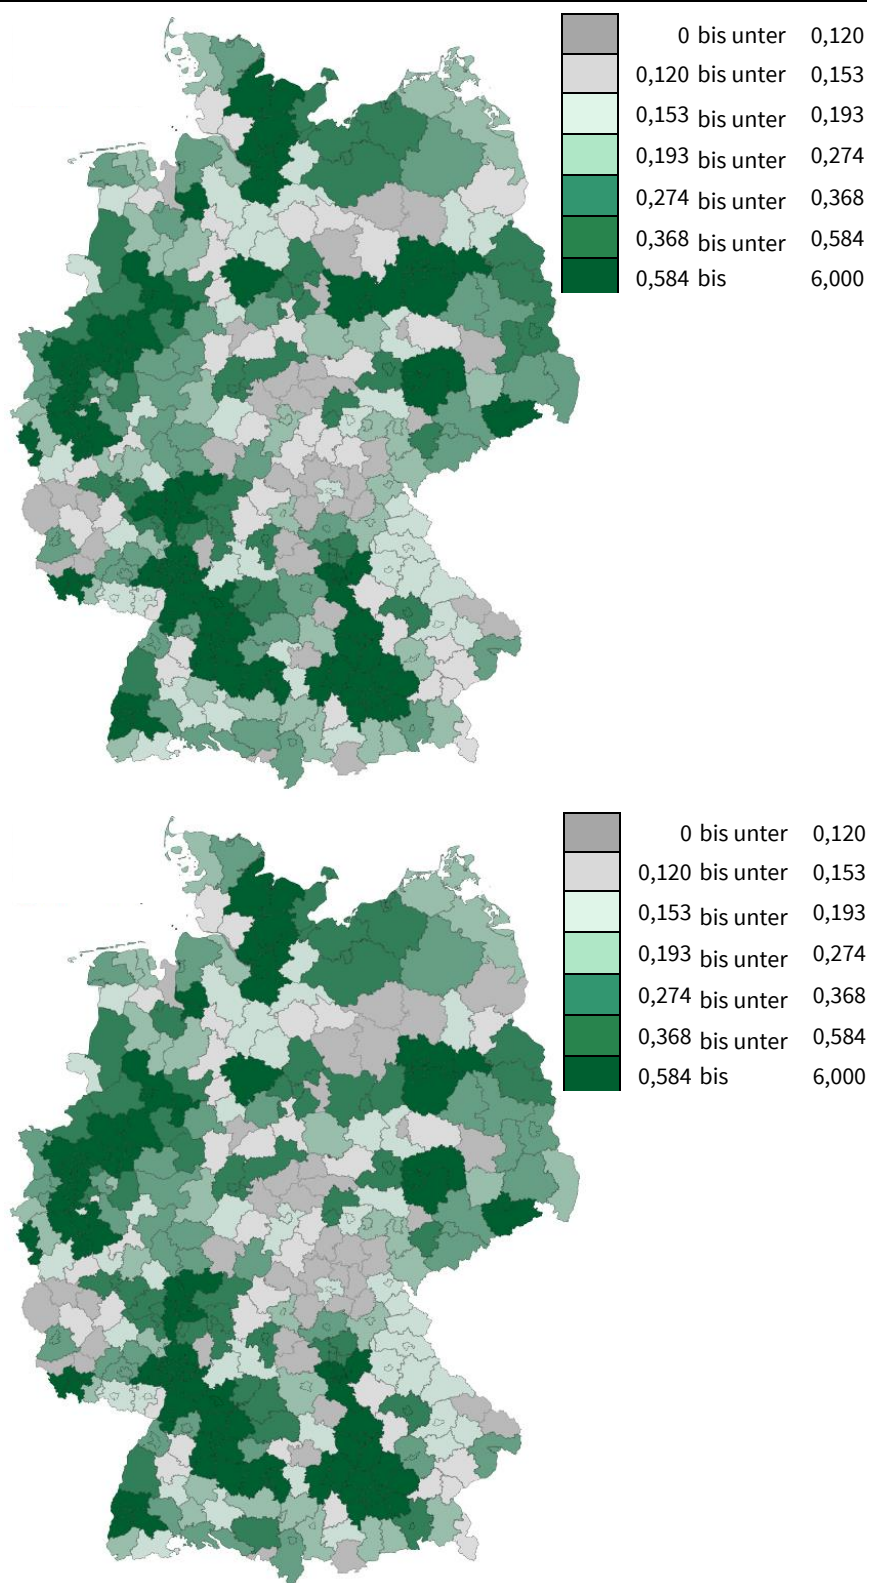 0 bis unter 0,120
0,120 bis unter 0,153
0,153 bis unter 0,193
0,193 bis unter 0,274
0,274 bis unter 0,368
0,368 bis unter 0,584
0,584 bis 6,000
0 bis unter 0,120
0,120 bis unter 0,153
0,153 bis unter 0,193
0,193 bis unter 0,274
0,274 bis unter 0,368
0,368 bis unter 0,584
0,584 bis 6,000